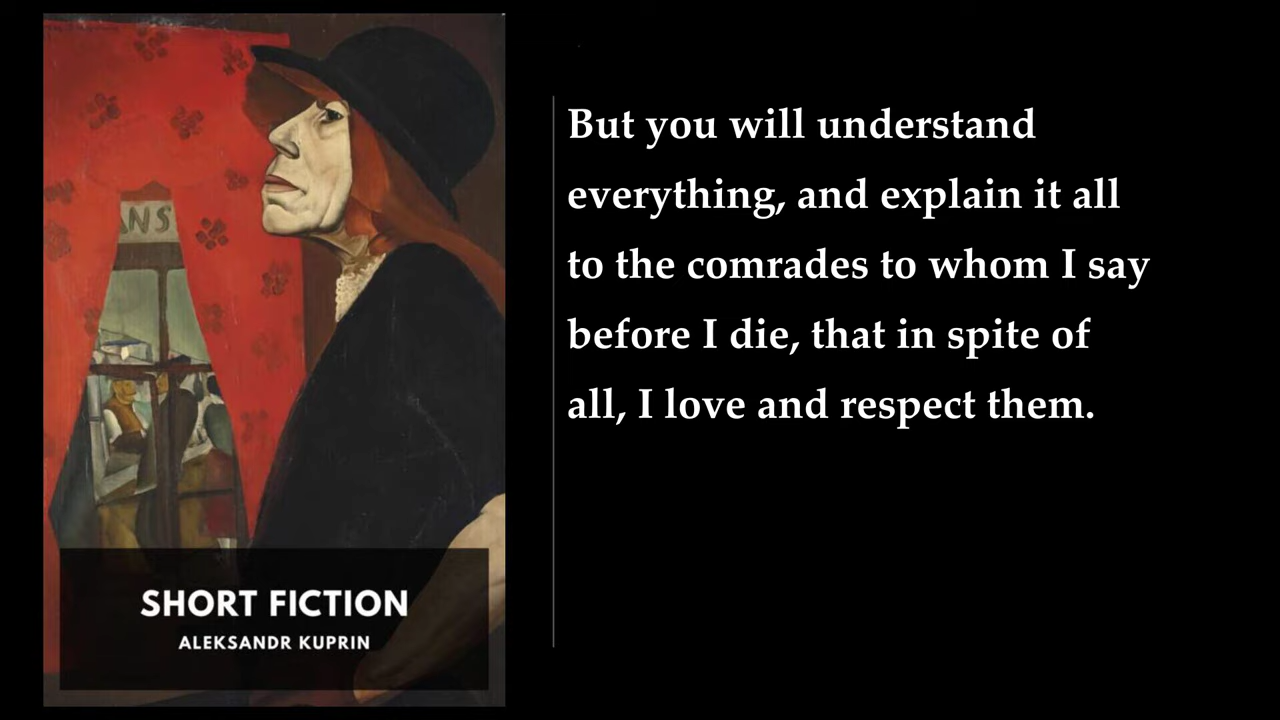 ANS
SHORT FICTION
ALEKSANDR KUPRIN
But you will understand
everything, and explain it all
to the comrades to whom I say
before I die, that in spite of
all, I love and respect them.